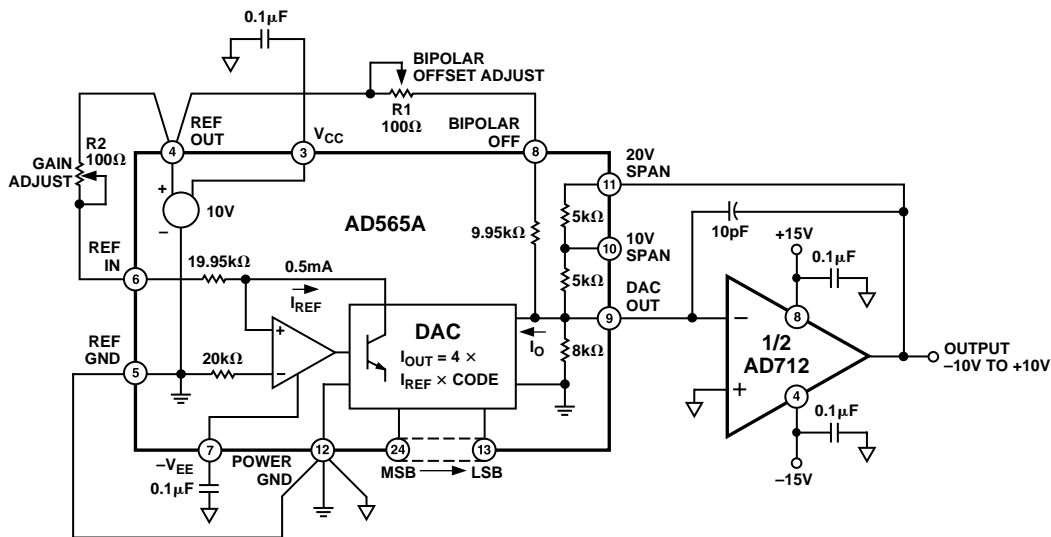 0.1µF
BIPOLAR
OFFSET ADJUST
R1
100Ω
REF
OUT
VCC
BIPOLAR
OFF
R2
100Ω
GAIN
ADJUST
4
3
8
20V
SPAN
11
+
10V
–
AD565A
5kΩ
9.95kΩ
10
10V
SPAN
5kΩ
10pF
+15V
0.1µF
REF
IN
6
19.95kΩ
0.5mA
IREF
DAC
OUT
9
8
–
+
DAC
IOUT = 4 ×
IREF × CODE
IO
8kΩ
1/2
AD712
OUTPUT
–10V TO +10V
REF
GND
5
20kΩ
–
+
4
0.1µF
–15V
7
12
24
13
–VEE
POWER
GND
MSB
LSB
0.1µF